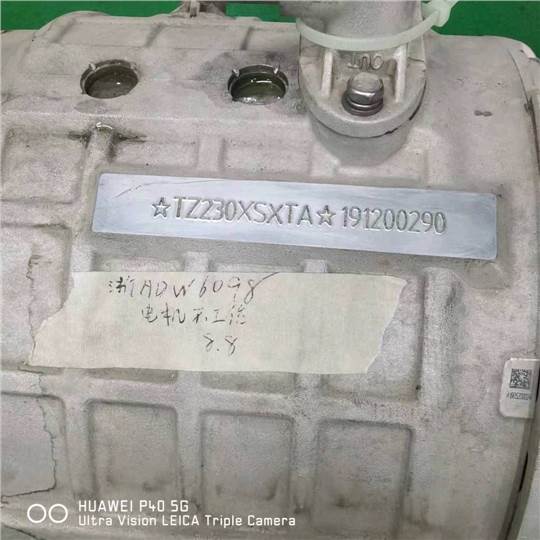 OUT
☆TZ230XSXTA☆191200290
浙ADW6098
电机不工作
8.8
HUAWEI P40 5G
Ultra Vision LEICA Triple Camera